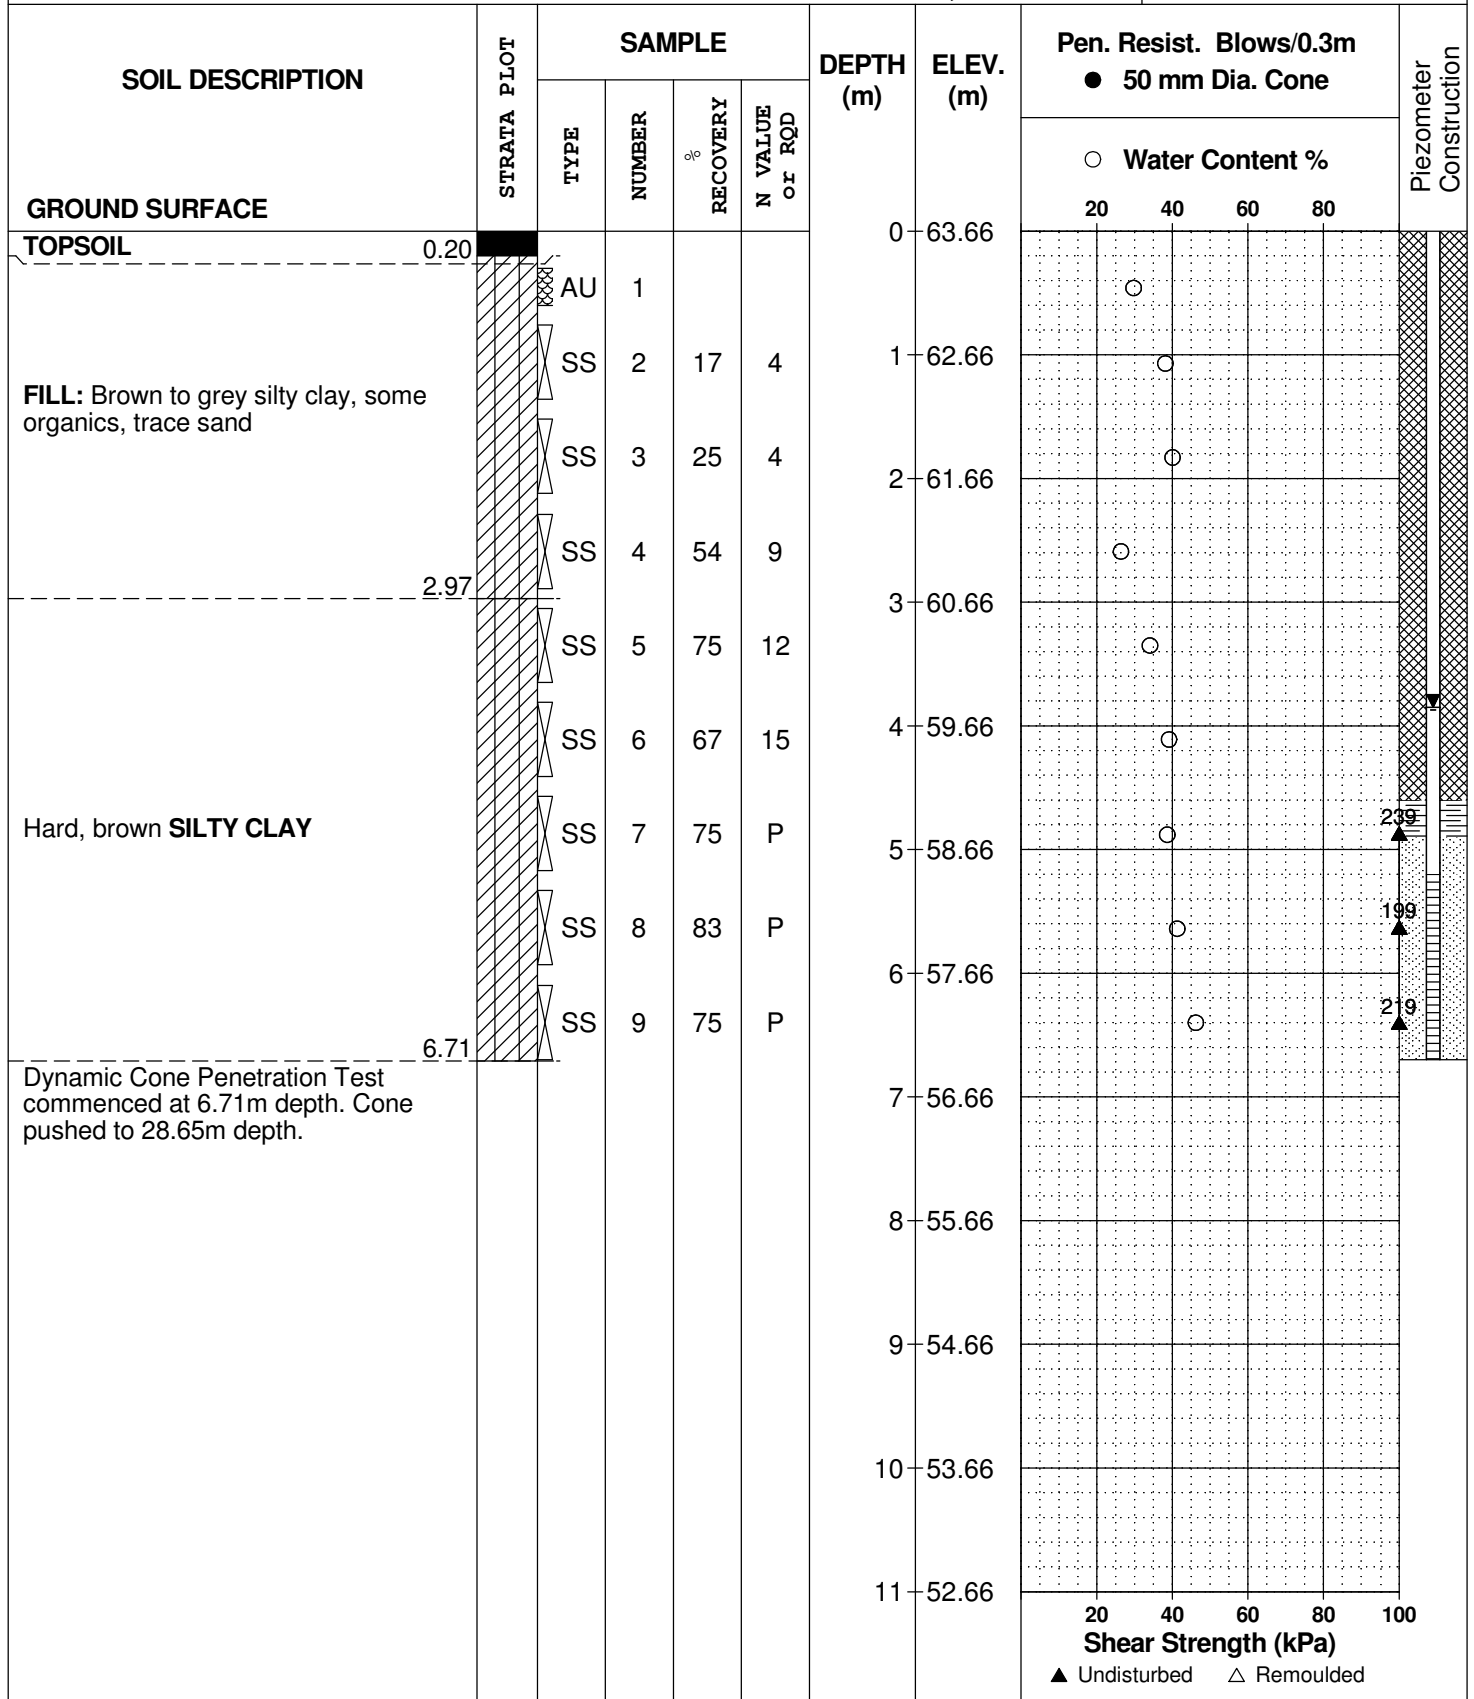 SOIL DESCRIPTION
GROUND SURFACE
STRATA PLOT
SAMPLE
TYPE
NUMBER
% RECOVERY
N VALUE or RQD
DEPTH (m)
ELEV. (m)
Pen. Resist. Blows/0.3m
● 50 mm Dia. Cone
○ Water Content %
20 40 60 80
Piezometer Construction
TOPSOIL 0.20
0 63.66
AU 1
SS 2 17 4
1 62.66
FILL: Brown to grey silty clay, some
organics, trace sand
SS 3 25 4
2 61.66
SS 4 54 9
2.97
3 60.66
SS 5 75 12
4 59.66
SS 6 67 15
Hard, brown SILTY CLAY
SS 7 75 P
239
5 58.66
SS 8 83 P
199
6 57.66
SS 9 75 P
219
6.71
Dynamic Cone Penetration Test
commenced at 6.71m depth. Cone
pushed to 28.65m depth.
7 56.66
8 55.66
9 54.66
10 53.66
11 52.66
20 40 60 80 100
Shear Strength (kPa)
▲ Undisturbed △ Remoulded